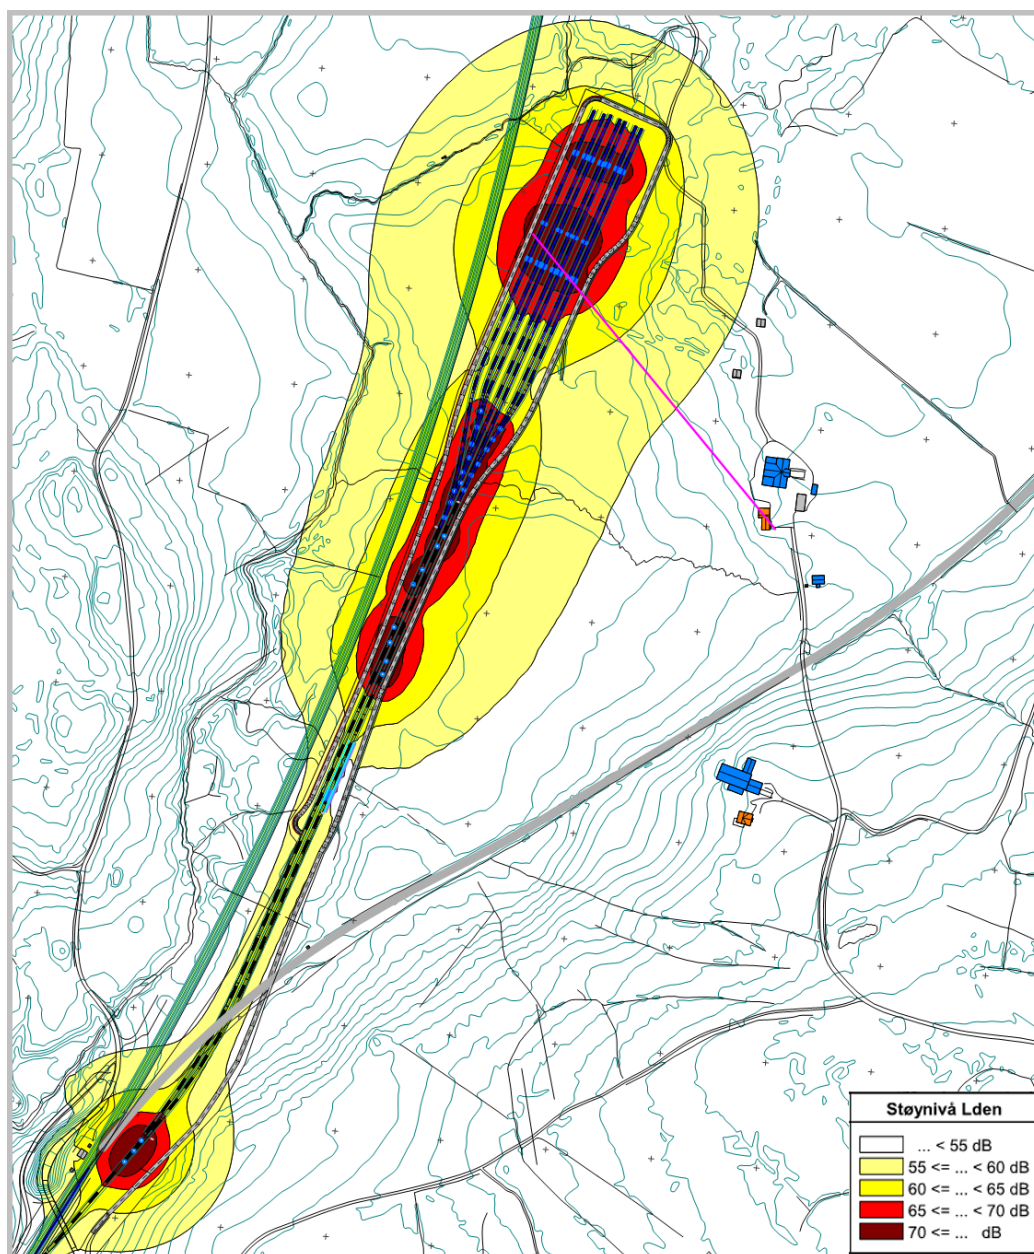 Støynivå Lden
... < 55 dB
55 <= ... < 60 dB
60 <= ... < 65 dB
65 <= ... < 70 dB
70 <= ... dB